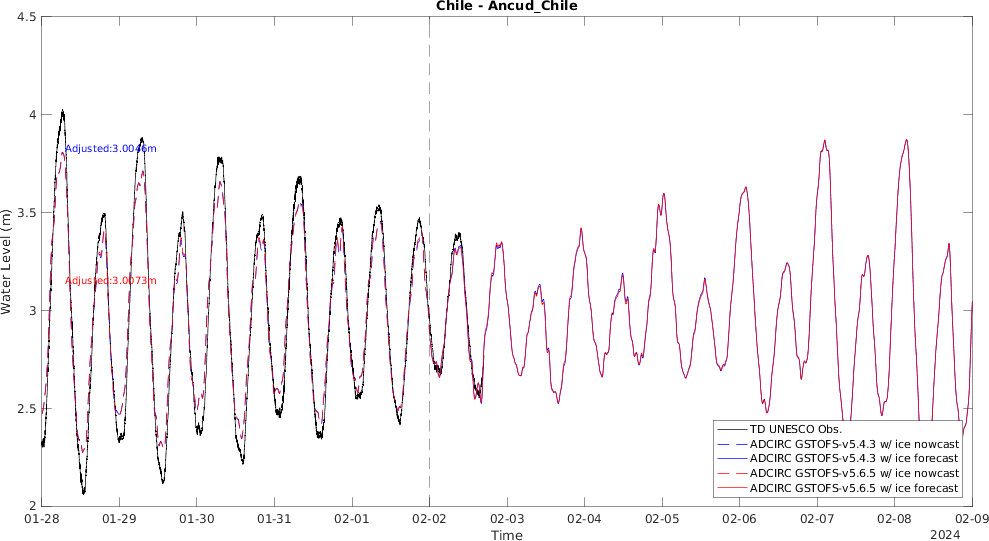 Chile - Ancud_Chile
4.5
4
3.5
3
2.5
2
Water Level (m)
Adjusted:3.0046m
Adjusted:3.0073m
TD UNESCO Obs.
ADCIRC GSTOFS-v5.4.3 w/ ice nowcast
ADCIRC GSTOFS-v5.4.3 w/ ice forecast
ADCIRC GSTOFS-v5.6.5 w/ ice nowcast
ADCIRC GSTOFS-v5.6.5 w/ ice forecast
01-28 01-29 01-30 01-31 02-01 02-02 02-03 02-04 02-05 02-06 02-07 02-08 02-09
Time
2024